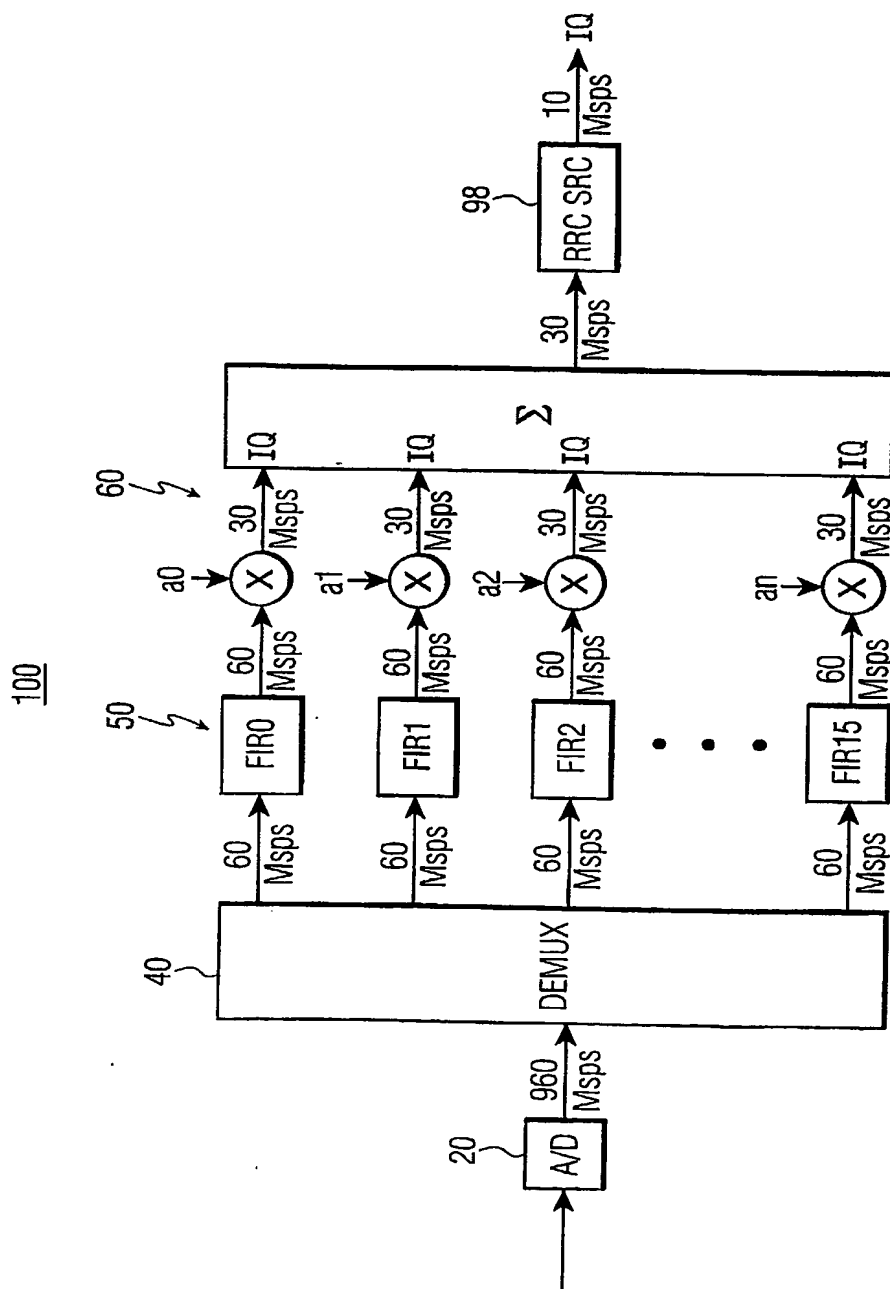 100
20
A/D
960
Msps
40
DEMUX
60
Msps
60
Msps
60
Msps
60
Msps
50
FIR0
FIR1
FIR2
FIR15
60
Msps
60
Msps
60
Msps
60
Msps
60
a0
X
a1
X
a2
X
an
X
30
Msps
30
Msps
30
Msps
30
Msps
IQ
IQ
IQ
IQ
Σ
30
Msps
98
RRC SRC
10
Msps
IQ